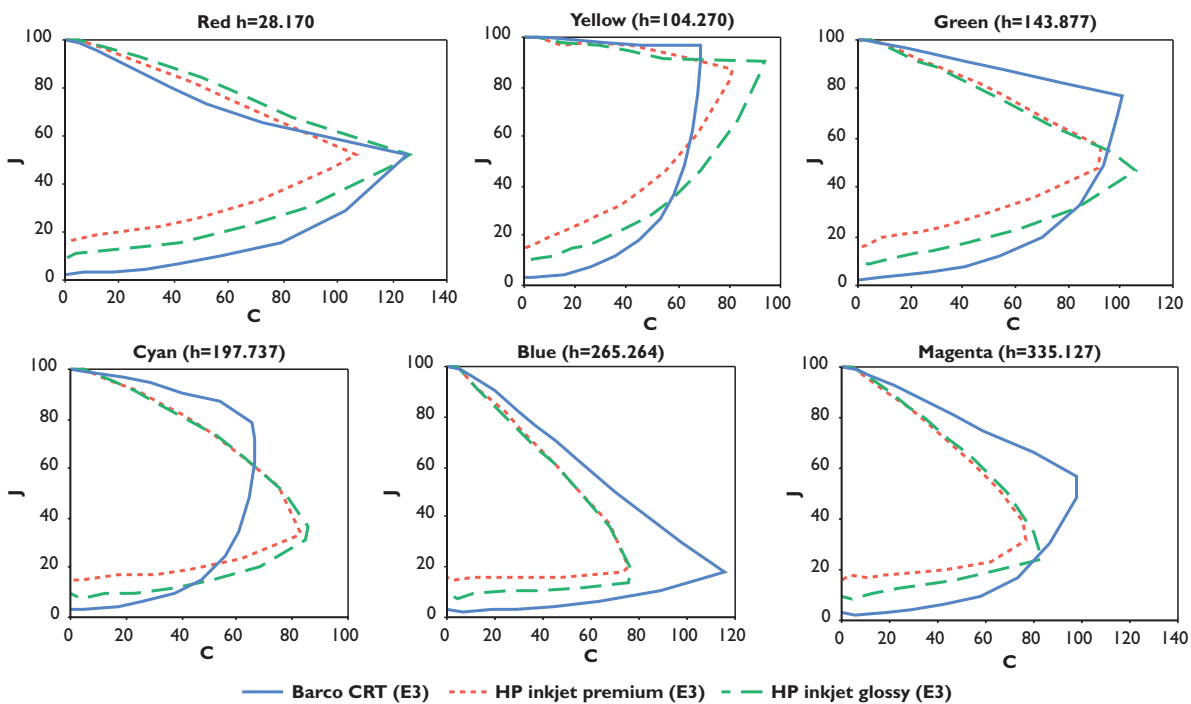 Red h=28.170
Yellow (h=104.270)
Green (h=143.877)
100
80
60
40
20
0
J
0 20 40 60 80 100 120 140
C
100
80
60
40
20
0
J
0 20 40 60 80 100
C
100
80
60
40
20
0
J
0 20 40 60 80 100 120
C
Cyan (h=197.737)
Blue (h=265.264)
Magenta (h=335.127)
100
80
60
40
20
0
J
0 20 40 60 80 100
C
100
80
60
40
20
0
J
0 20 40 60 80 100 120
C
100
80
60
40
20
0
J
0 20 40 60 80 100 120 140
C
Barco CRT (E3) HP inkjet premium (E3) HP inkjet glossy (E3)